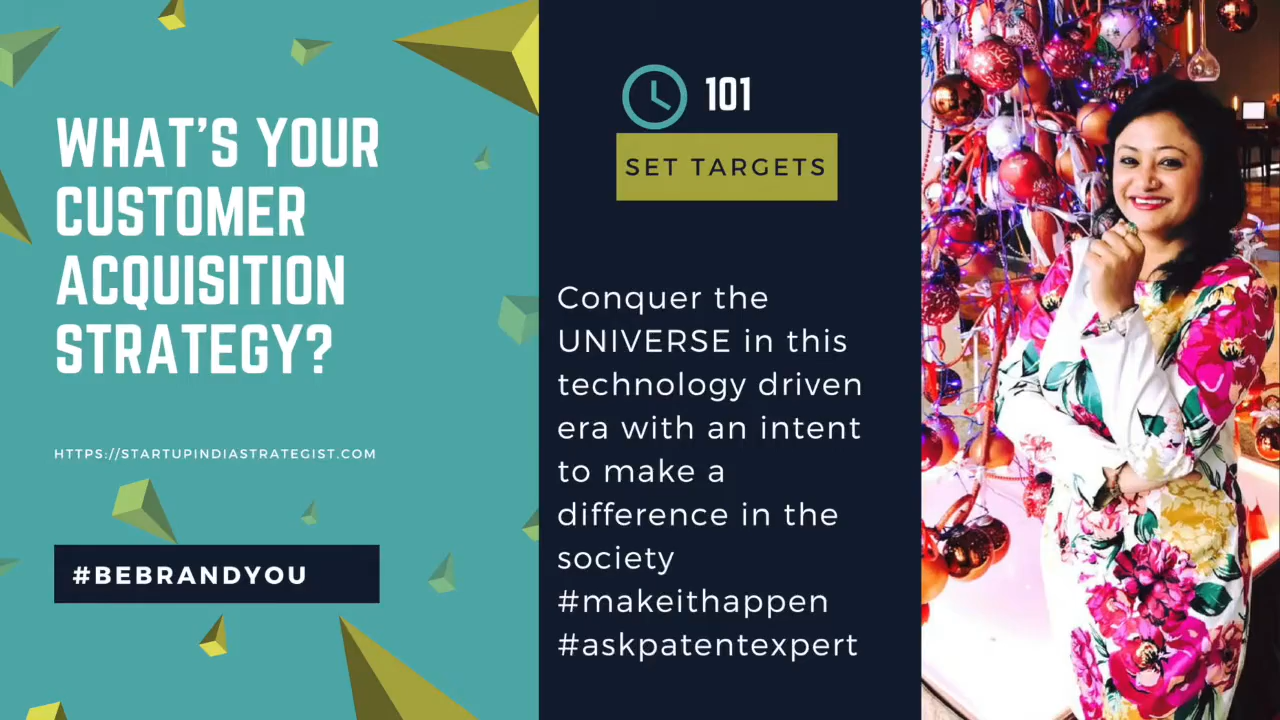 WHAT'S YOUR
CUSTOMER
ACQUISITION
STRATEGY?
HTTPS://STARTUPINDIASTRATEGIST.COM
#BEBRANDYOU
101
SET TARGETS
Conquer the
UNIVERSE in this
technology driven
era with an intent
to make a
difference in the
society
#makeithappen
#askpatentexpert